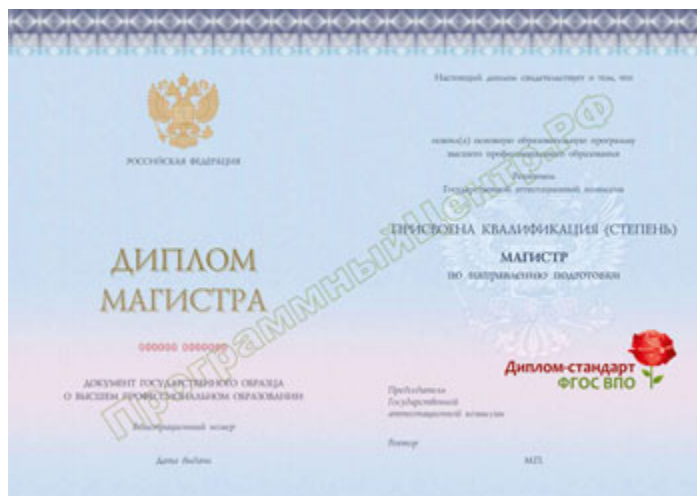 РОССИЙСКАЯ ФЕДЕРАЦИЯ
ДИПЛОМ
МАГИСТРА
000000 0000000
ДОКУМЕНТ ГОСУДАРСТВЕННОГО ОБРАЗЦА
О ВЫСШЕМ ПРОФЕССИОНАЛЬНОМ ОБРАЗОВАНИИ
Регистрационный номер
Дата выдачи
Настоящий диплом свидетельствует о том, что
освоил(а) основную образовательную программу
высшего профессионального образования
Решением
Государственной аттестационной комиссии
ПРИСВОЕНА КВАЛИФИКАЦИЯ (СТЕПЕНЬ)
МАГИСТР
по направлению подготовки
Диплом-стандарт
ФГОС ВПО
Председатель
Государственной
аттестационной комиссии
Ректор
М.П.
ПрограммныйЦентр.РФ